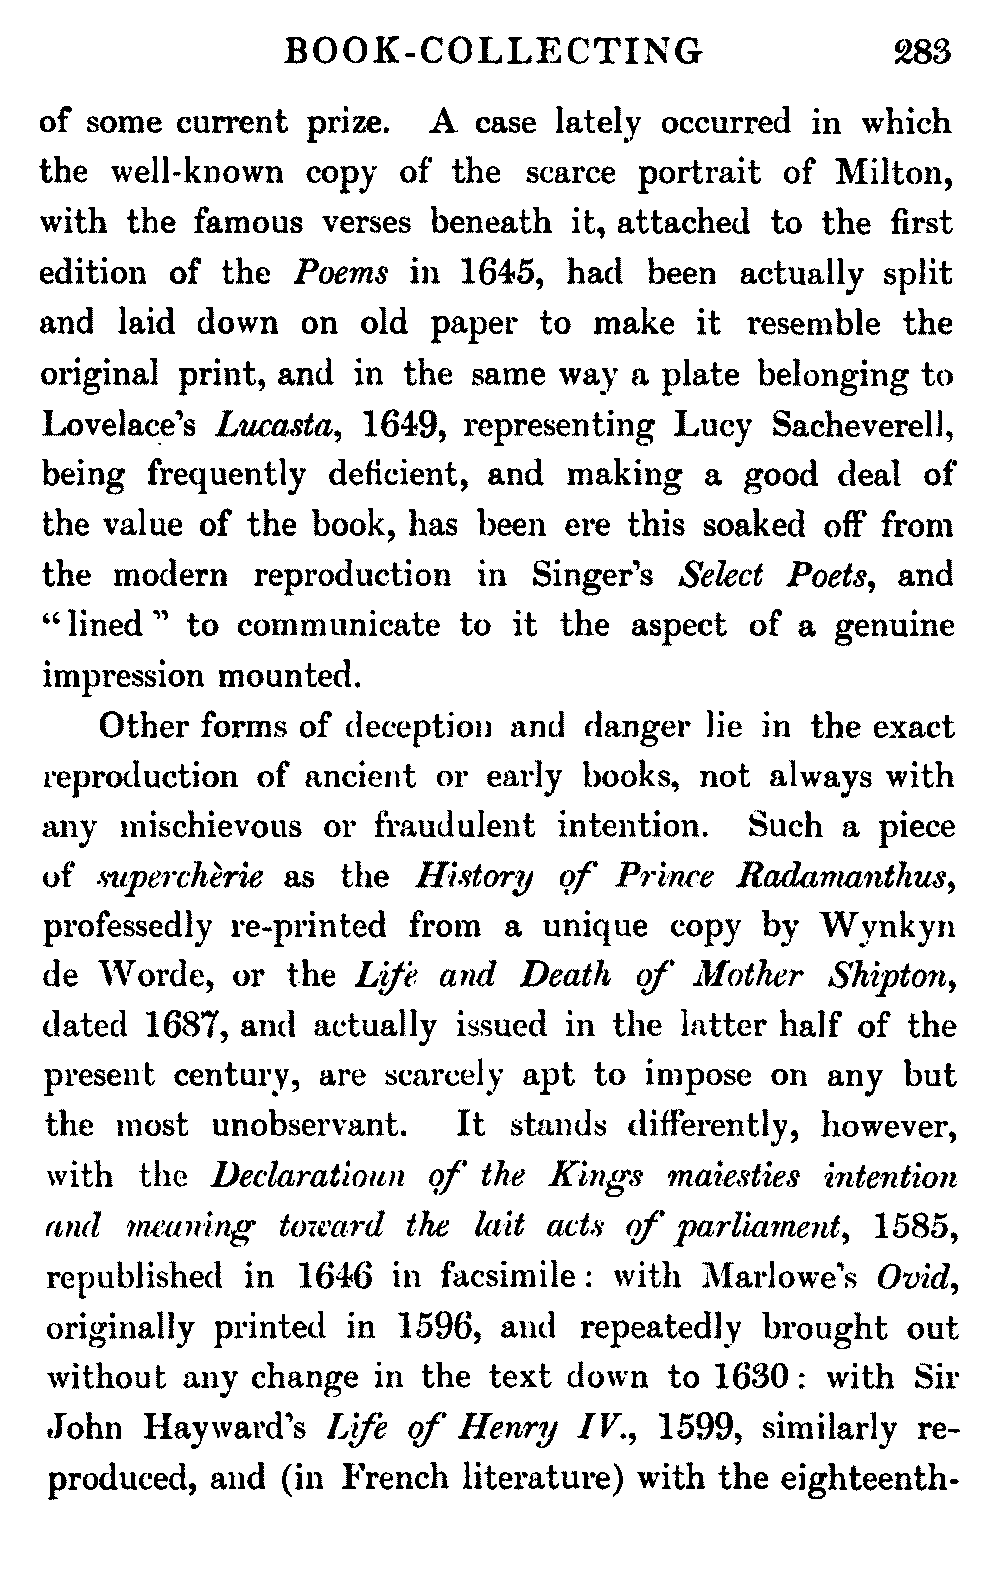 BOOK-COLLECTING 283
of some current prize. A case lately occurred in which
the well-known copy of the scarce portrait of Milton,
with the famous verses beneath it, attached to the first
edition of the Poems in 1645, had been actually split
and laid down on old paper to make it resemble the
original print, and in the same way a plate belonging to
Lovelace's Lucasta, 1649, representing Lucy Sacheverell,
being frequently deficient, and making a good deal of
the value of the book, has been ere this soaked off from
the modern reproduction in Singer's Select Poets, and
“lined” to communicate to it the aspect of a genuine
impression mounted.
Other forms of deception and danger lie in the exact
reproduction of ancient or early books, not always with
any mischievous or fraudulent intention. Such a piece
of supercherie as the History of Prince Radamanthus,
professedly re-printed from a unique copy by Wynkyn
de Worde, or the Life and Death of Mother Shipton,
dated 1687, and actually issued in the latter half of the
present century, are scarcely apt to impose on any but
the most unobservant. It stands differently, however,
with the Declaratioun of the Kings maiesties intention
and meaning toward the lait acts of parliament, 1585,
republished in 1646 in facsimile: with Marlowe's Ovid,
originally printed in 1596, and repeatedly brought out
without any change in the text down to 1630: with Sir
John Hayward's Life of Henry IV., 1599, similarly re-
produced, and (in French literature) with the eighteenth-